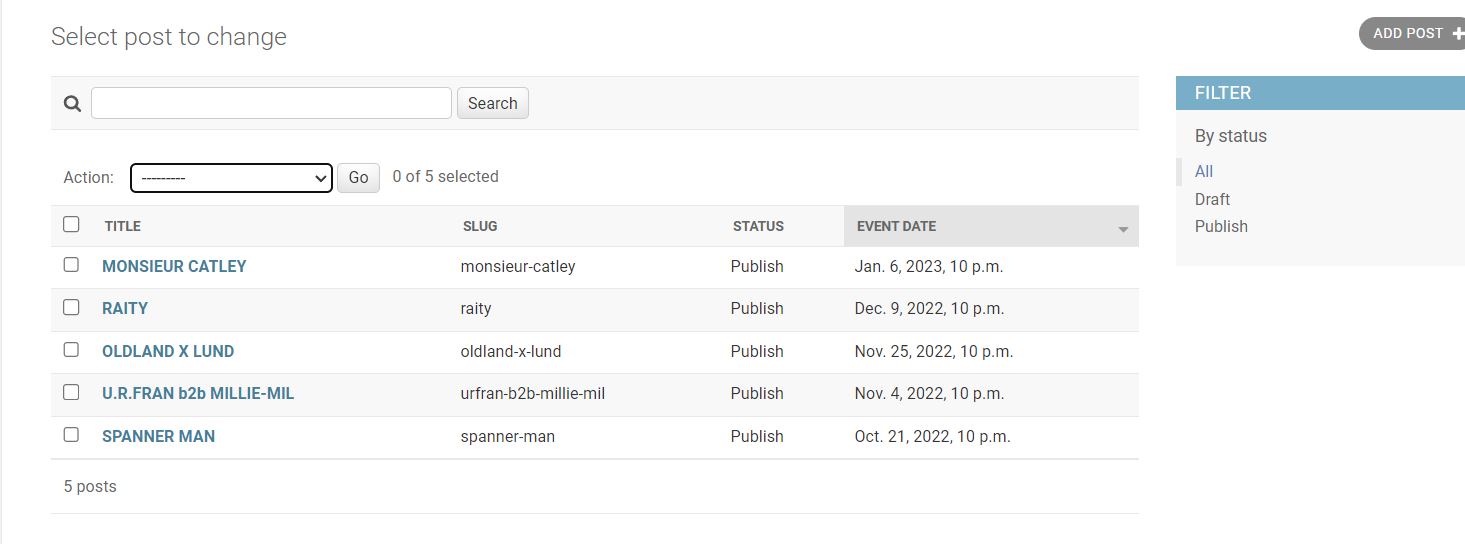 Select post to change
ADD POST
Search
FILTER
By status
All
Draft
Publish
Action: --------- Go 0 of 5 selected
TITLE SLUG STATUS EVENT DATE
MONSIEUR CATLEY monsieur-catley Publish Jan. 6, 2023, 10 p.m.
RAITY raity Publish Dec. 9, 2022, 10 p.m.
OLDLAND X LUND oldland-x-lund Publish Nov. 25, 2022, 10 p.m.
U.R.FRAN b2b MILLIE-MIL urfran-b2b-millie-mil Publish Nov. 4, 2022, 10 p.m.
SPANNER MAN spanner-man Publish Oct. 21, 2022, 10 p.m.
5 posts